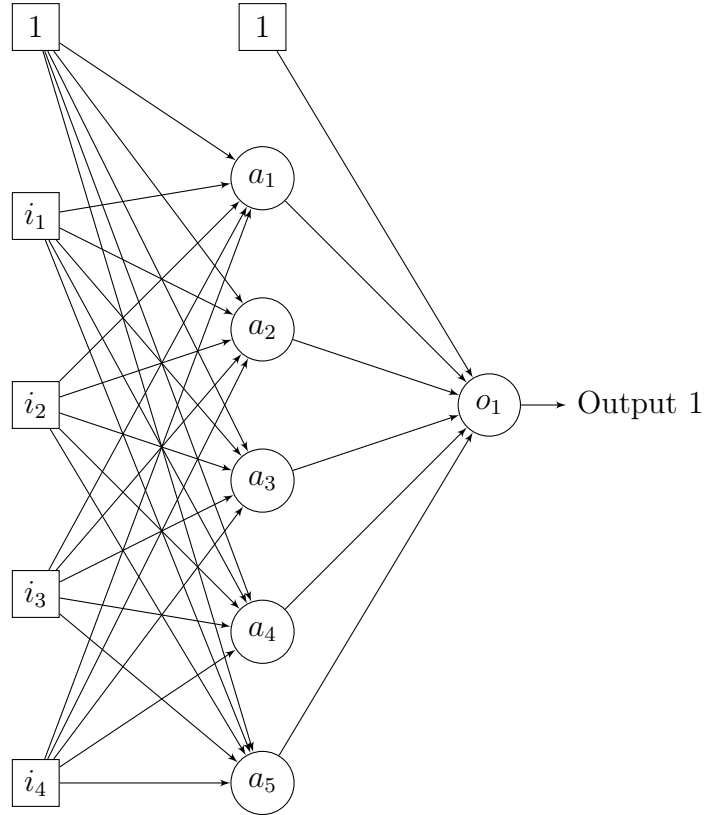 1 1
a₁
i₁
a₂
i₂ o₁ Output 1
a₃
i₃
a₄
i₄ a₅